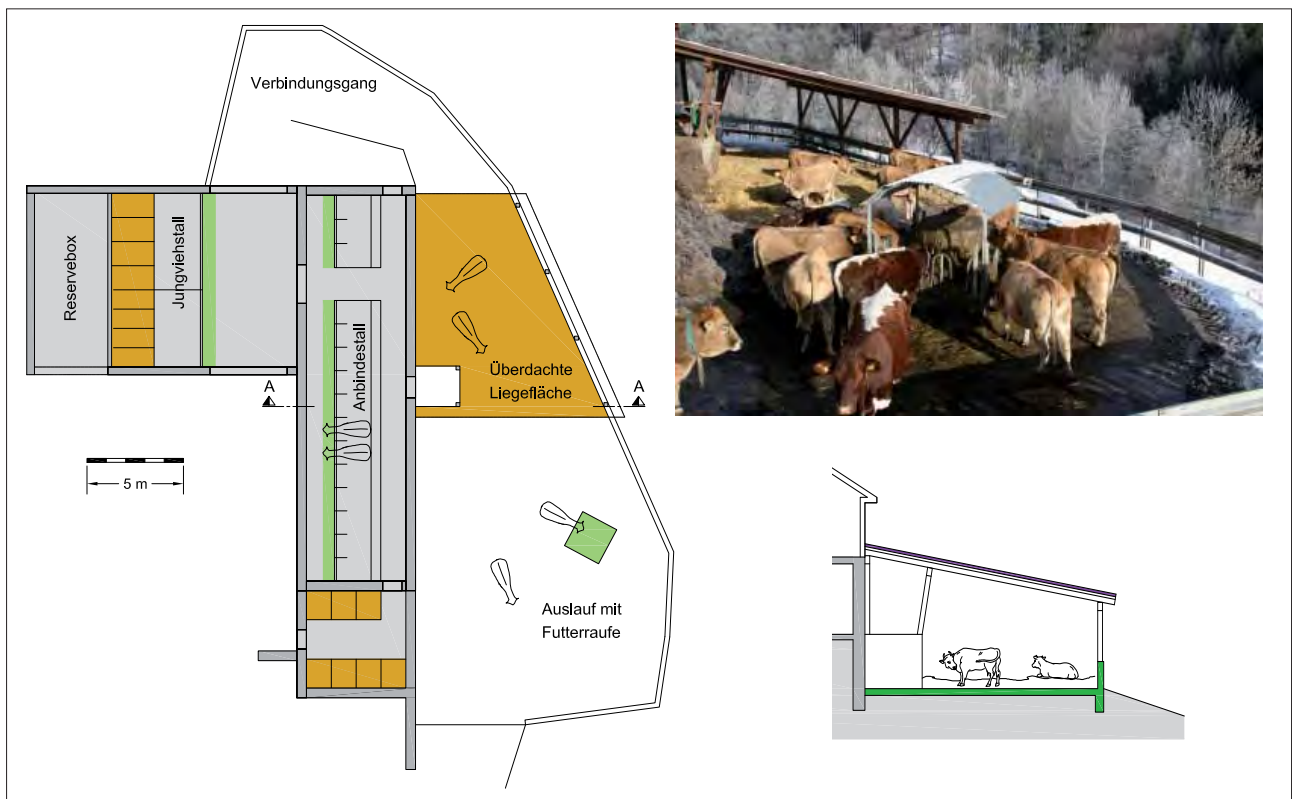 Verbindungsgang
Reservebox
Jungviehstall
Anbindestall
Überdachte
Liegefläche
A
A
5 m
Auslauf mit
Futterraufe